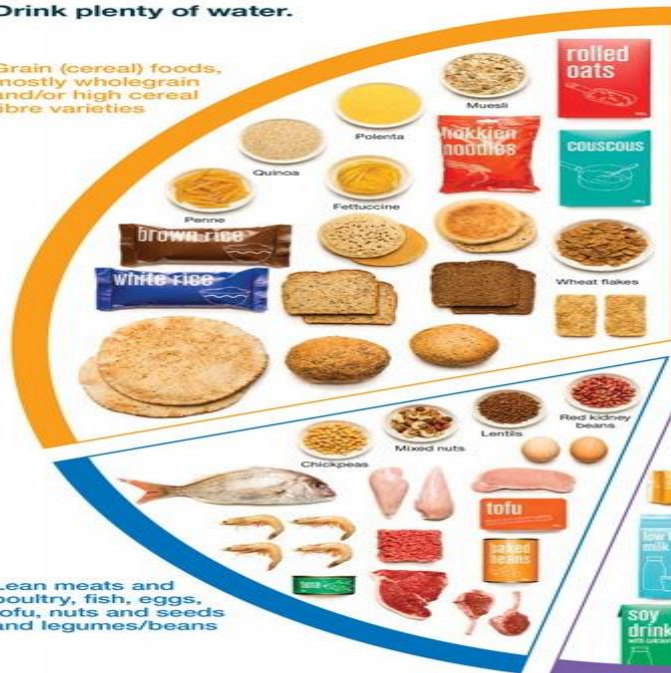 Drink plenty of water.
Grain (cereal) foods,
mostly wholegrain
and/or high cereal
fibre varieties
Muesli
rolled
oats
Polenta
hokkien
noodles
couscous
Quinoa
Fettuccine
Penne
brown rice
white rice
Wheat flakes
Red kidney
beans
Lentils
Mixed nuts
Chickpeas
tofu
baked
beans
tuna
low f
milk
soy
drink
Lean meats and
poultry, fish, eggs,
tofu, nuts and seeds
and legumes/beans